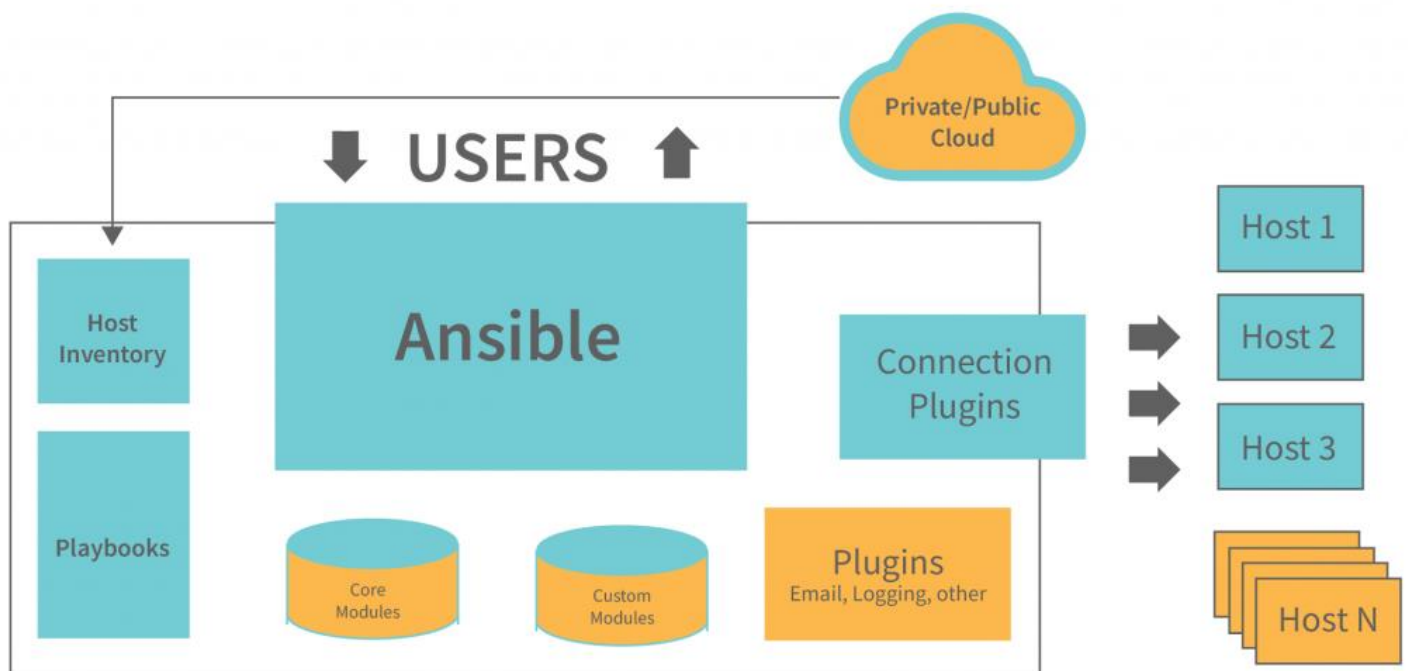 Private/Public
Cloud
USERS
Host 1
Ansible
Host
Inventory
Connection
Plugins
Host 2
Host 3
Playbooks
Core
Modules
Custom
Modules
Plugins
Email, Logging, other
Host N